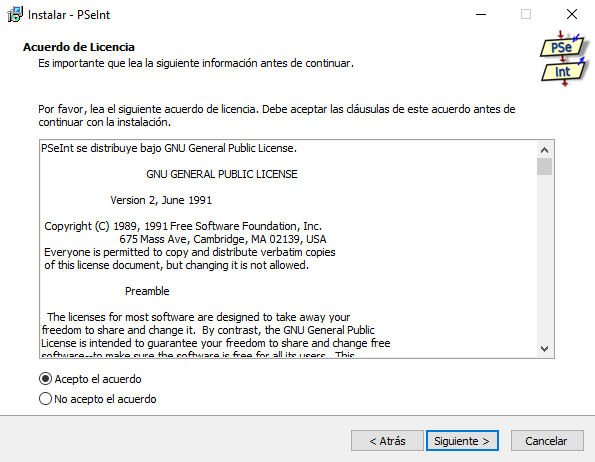 Instalar - PSeInt
Acuerdo de Licencia
Es importante que lea la siguiente información antes de continuar.
PSe
Int
Por favor, lea el siguiente acuerdo de licencia. Debe aceptar las cláusulas de este acuerdo antes de
continuar con la instalación.
PSeInt se distribuye bajo GNU General Public License.
GNU GENERAL PUBLIC LICENSE
Version 2, June 1991
Copyright (C) 1989, 1991 Free Software Foundation, Inc.
675 Mass Ave, Cambridge, MA 02139, USA
Everyone is permitted to copy and distribute verbatim copies
of this license document, but changing it is not allowed.
Preamble
The licenses for most software are designed to take away your
freedom to share and change it.  By contrast, the GNU General Public
License is intended to guarantee your freedom to share and change free
software--to make sure the software is free for all its users.  This
Acepto el acuerdo
No acepto el acuerdo
< Atrás
Siguiente >
Cancelar